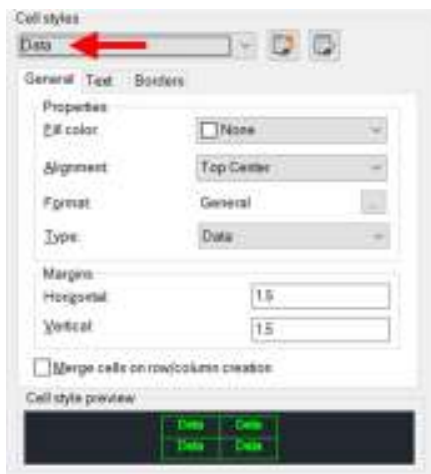 Cell styles
Data
General Text Borders
Properties
Fill color: None
Alignment: Top Center
Format: General ...
Type: Data
Margins
Horizontal: 1.5
Vertical: 1.5
Merge cells on row/column creation
Cell style preview
Data Data
Data Data